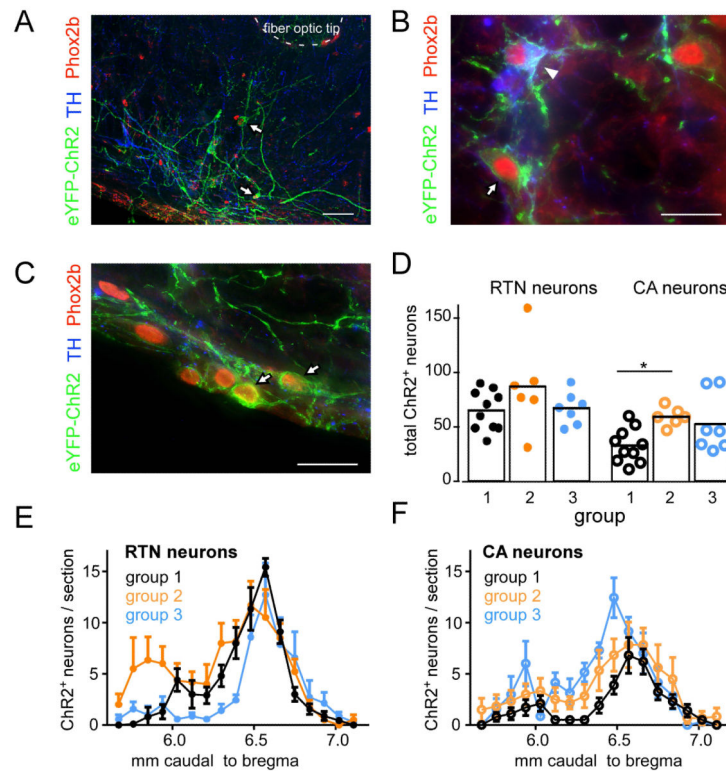 A
eYFP-ChR2 TH Phox2b
fiber optic tip
B
eYFP-ChR2 TH Phox2b
C
eYFP-ChR2 TH Phox2b
D
RTN neurons CA neurons
total ChR2+ neurons
150
100
50
0
*
1 2 3 1 2 3
group
E
RTN neurons
group 1
group 2
group 3
ChR2+ neurons / section
15
10
5
0
6.0 6.5 7.0
mm caudal to bregma
F
CA neurons
group 1
group 2
group 3
ChR2+ neurons / section
15
10
5
0
6.0 6.5 7.0
mm caudal to bregma